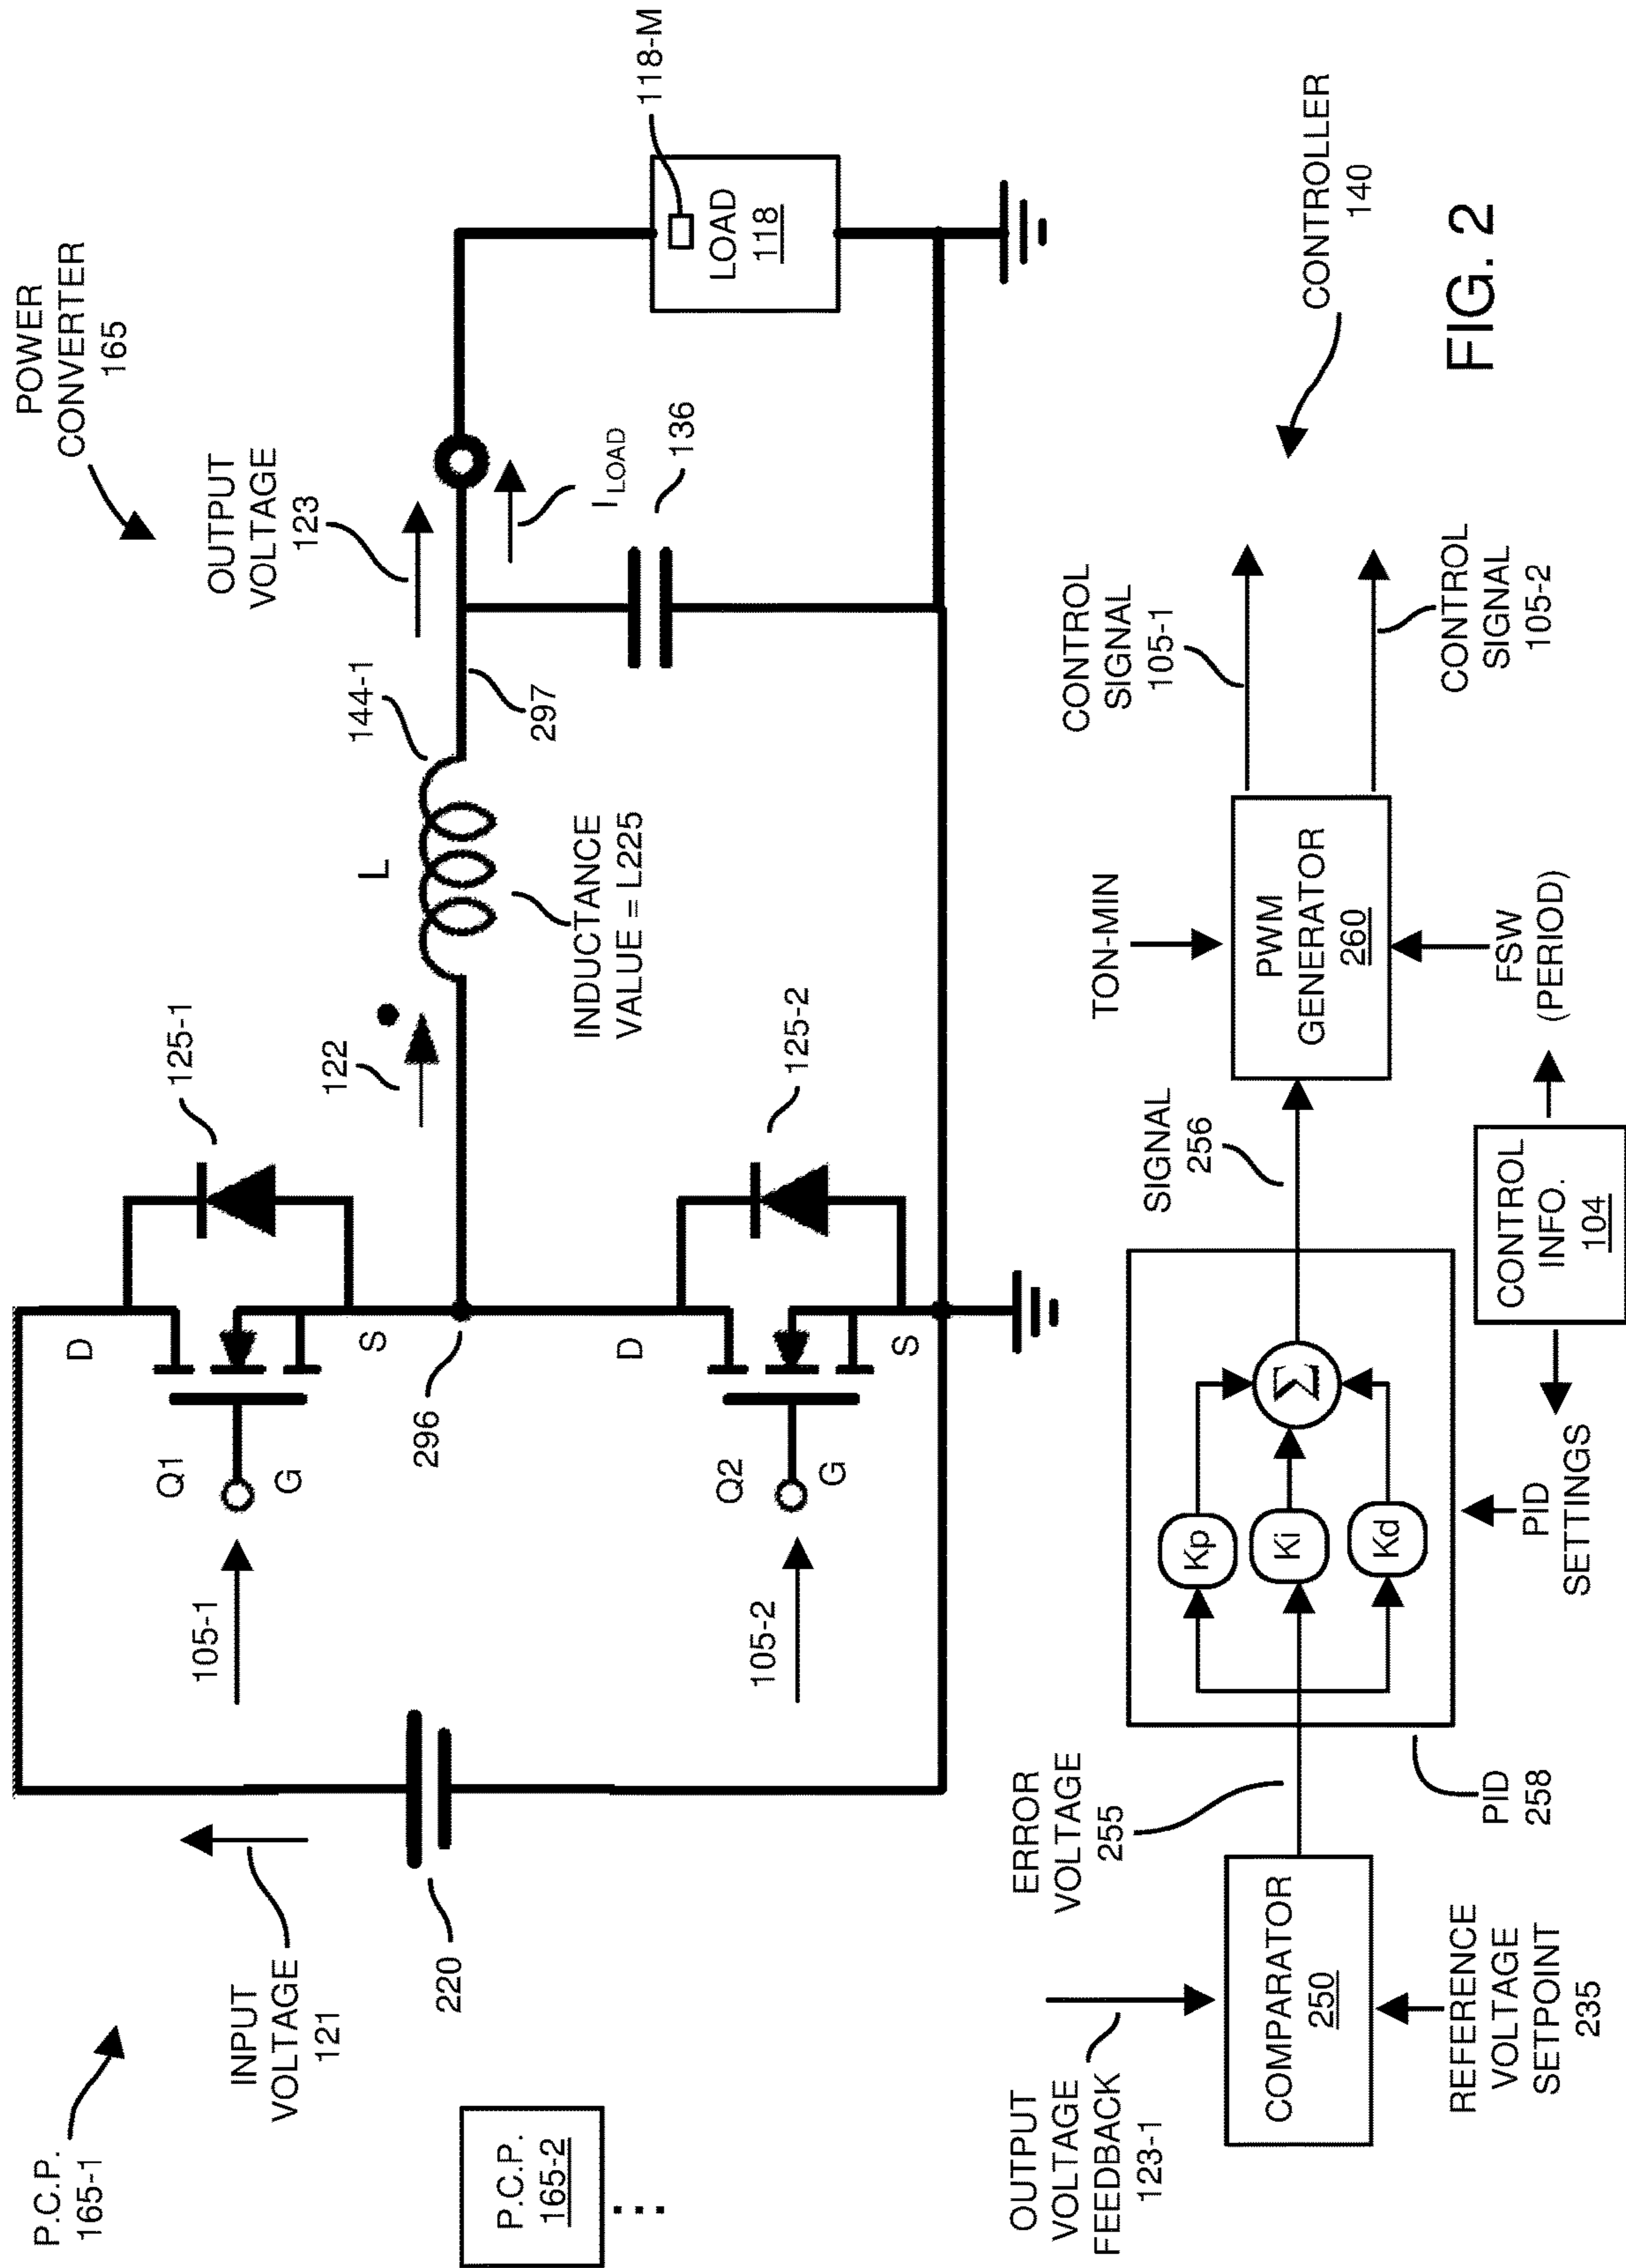 P.C.P.
165-1
POWER
CONVERTER
165
INPUT
VOLTAGE
121
220
105-1
Q1
G
D
S
125-1
296
105-2
Q2
G
D
S
125-2
122
L
144-1
INDUCTANCE
VALUE = L225
297
OUTPUT
VOLTAGE
123
I LOAD
136
118-M
LOAD
118
P.C.P.
165-2
...
OUTPUT
VOLTAGE
FEEDBACK
123-1
COMPARATOR
250
REFERENCE
VOLTAGE
SETPOINT
235
ERROR
VOLTAGE
255
PID
258
Kp
Ki
Kd
Σ
PID
SETTINGS
CONTROL
INFO.
104
SIGNAL
256
TON-MIN
PWM
GENERATOR
260
FSW
(PERIOD)
CONTROL
SIGNAL
105-1
CONTROL
SIGNAL
105-2
CONTROLLER
140
FIG. 2